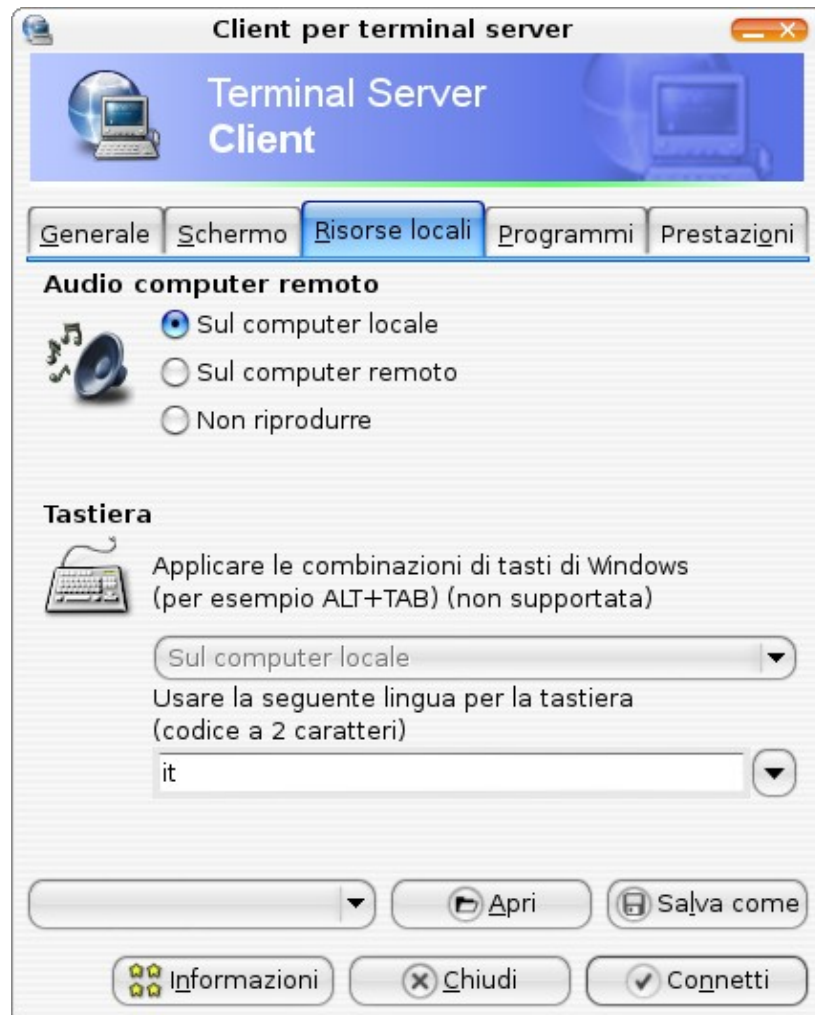 Client per terminal server
Terminal Server
Client
Generale Schermo Risorse locali Programmi Prestazioni
Audio computer remoto
Sul computer locale
Sul computer remoto
Non riprodurre
Tastiera
Applicare le combinazioni di tasti di Windows
(per esempio ALT+TAB) (non supportata)
Sul computer locale
Usare la seguente lingua per la tastiera
(codice a 2 caratteri)
it
Apri Salva come
Informazioni Chiudi Connetti